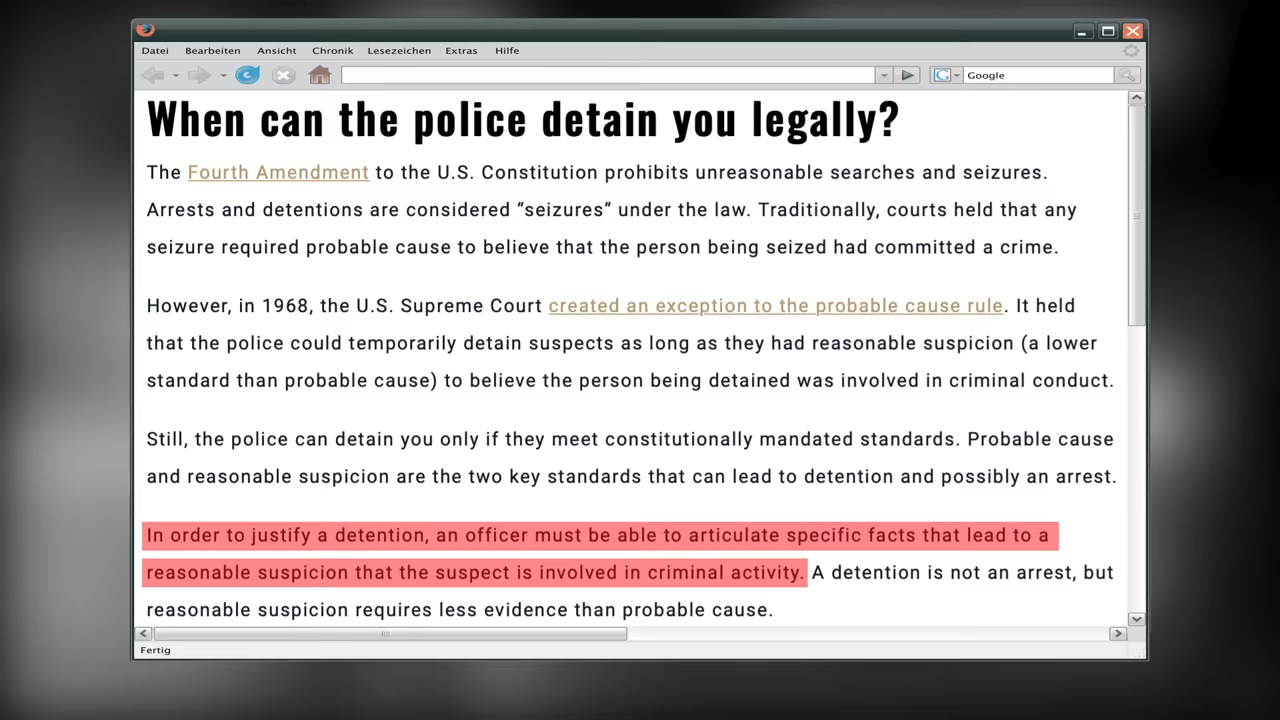 Datei Bearbeiten Ansicht Chronik Lesezeichen Extras Hilfe
Google
When can the police detain you legally?
The Fourth Amendment to the U.S. Constitution prohibits unreasonable searches and seizures.
Arrests and detentions are considered “seizures” under the law. Traditionally, courts held that any
seizure required probable cause to believe that the person being seized had committed a crime.
However, in 1968, the U.S. Supreme Court created an exception to the probable cause rule. It held
that the police could temporarily detain suspects as long as they had reasonable suspicion (a lower
standard than probable cause) to believe the person being detained was involved in criminal conduct.
Still, the police can detain you only if they meet constitutionally mandated standards. Probable cause
and reasonable suspicion are the two key standards that can lead to detention and possibly an arrest.
In order to justify a detention, an officer must be able to articulate specific facts that lead to a
reasonable suspicion that the suspect is involved in criminal activity. A detention is not an arrest, but
reasonable suspicion requires less evidence than probable cause.
Fertig